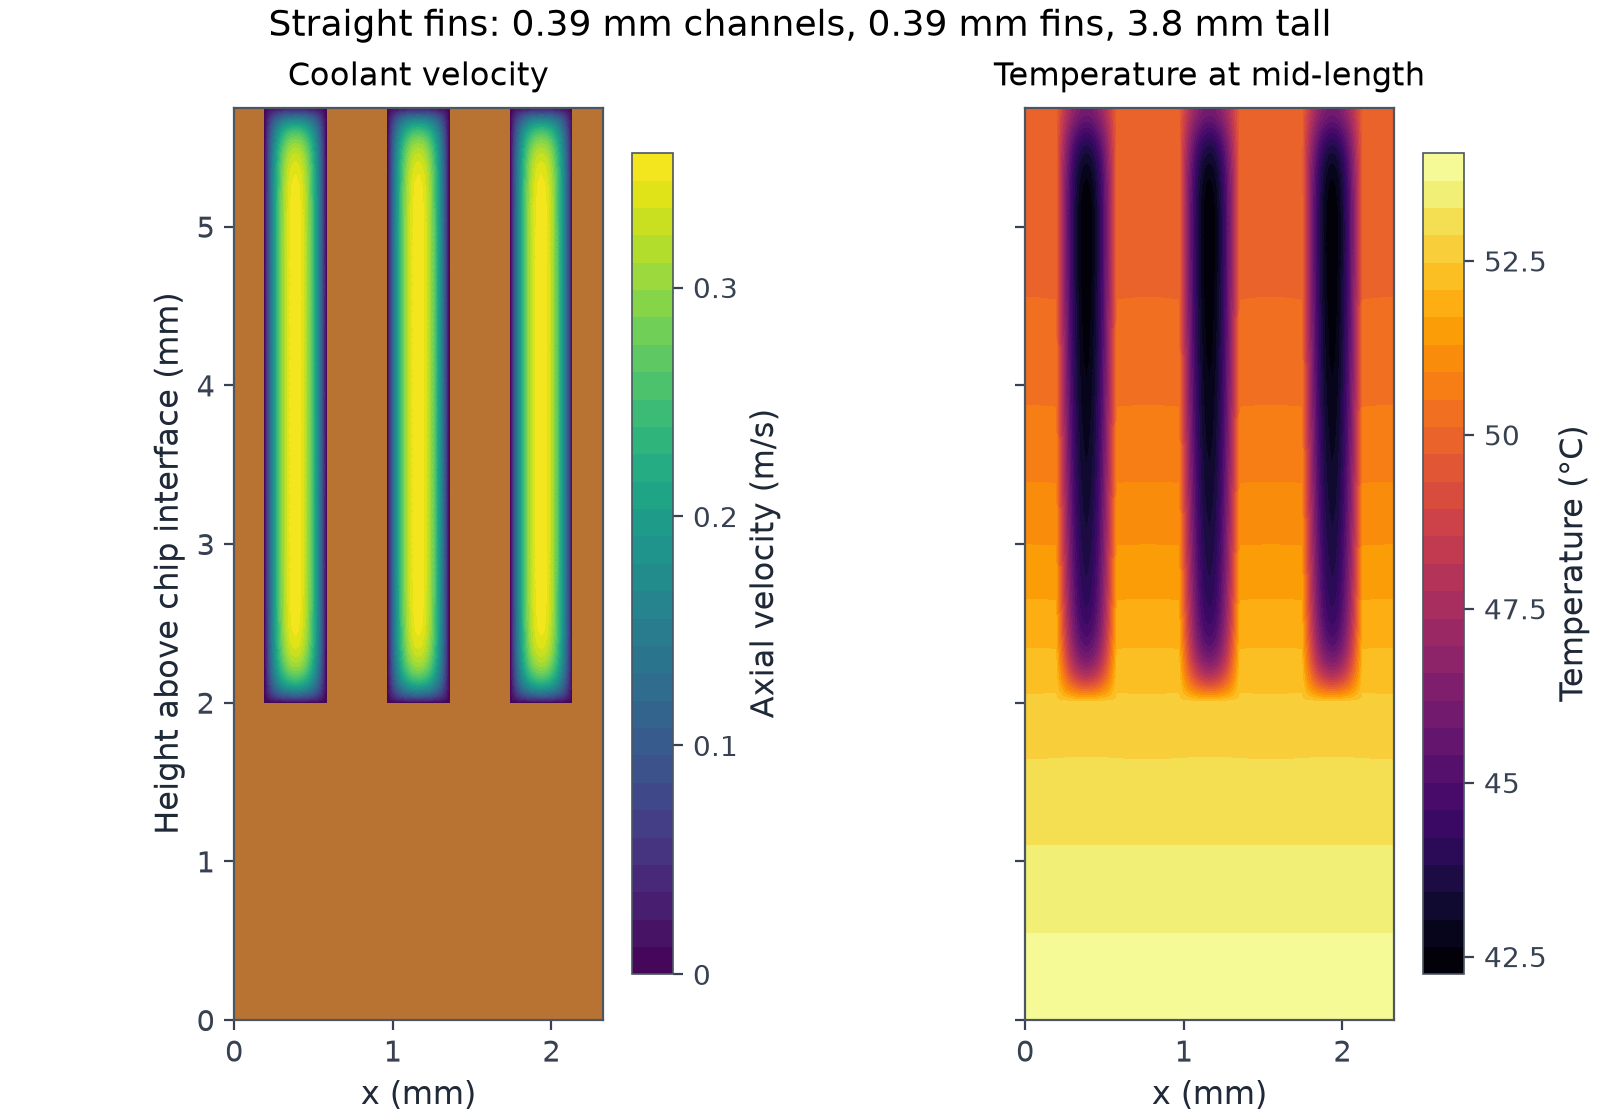 Straight fins: 0.39 mm channels, 0.39 mm fins, 3.8 mm tall
Coolant velocity
Temperature at mid-length
Height above chip interface (mm)
5
4
3
2
1
0
0
1
2
x (mm)
0.3
0.2
0.1
0
Axial velocity (m/s)
0
1
2
x (mm)
52.5
50
47.5
45
42.5
Temperature (°C)